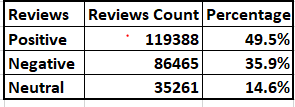 Reviews Reviews Count Percentage
Positive 119388 49.5%
Negative 86465 35.9%
Neutral 35261 14.6%